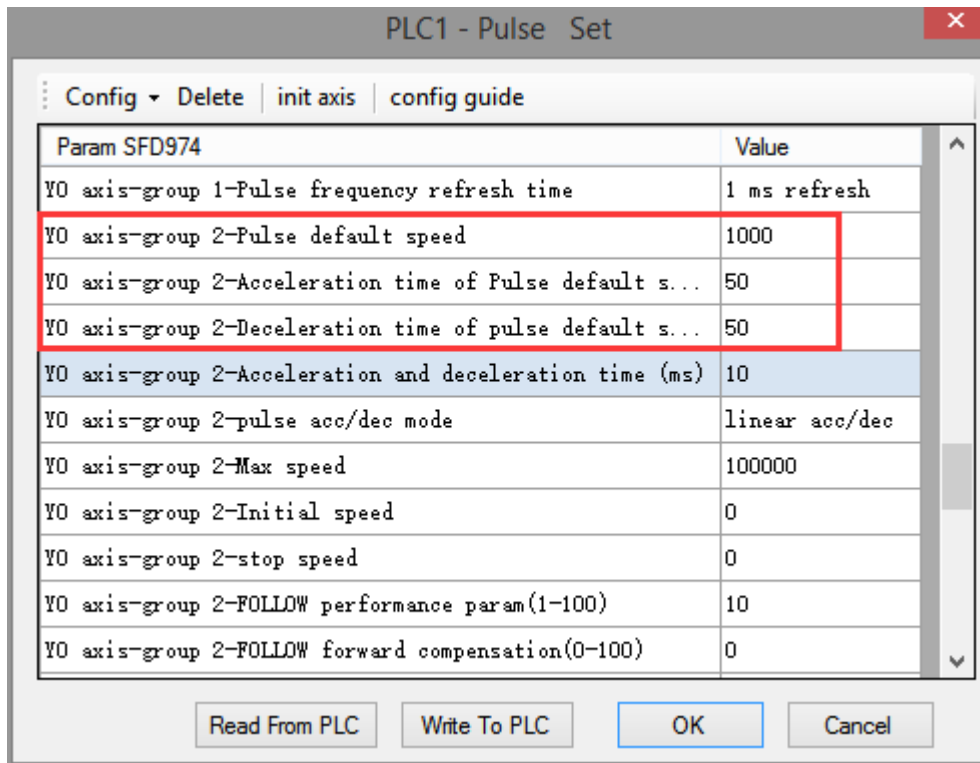 PLC1 - Pulse Set
Config Delete init axis config guide
Param SFD974 Value
Y0 axis-group 1-Pulse frequency refresh time 1 ms refresh
Y0 axis-group 2-Pulse default speed 1000
Y0 axis-group 2-Acceleration time of Pulse default s... 50
Y0 axis-group 2-Deceleration time of pulse default s... 50
Y0 axis-group 2-Acceleration and deceleration time (ms) 10
Y0 axis-group 2-pulse acc/dec mode linear acc/dec
Y0 axis-group 2-Max speed 100000
Y0 axis-group 2-Initial speed 0
Y0 axis-group 2-stop speed 0
Y0 axis-group 2-FOLLOW performance param(1-100) 10
Y0 axis-group 2-FOLLOW forward compensation(0-100) 0
Read From PLC Write To PLC OK Cancel